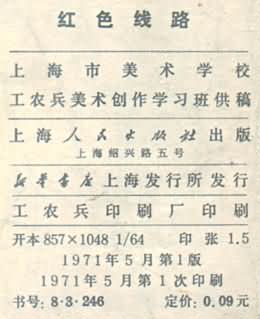 红色线路
上海市美术学校
工农兵美术创作学习班供稿
上海人民出版社出版
上海绍兴路五号
新华书店上海发行所发行
工农兵印刷厂印刷
开本 857×1048 1/64 印张 1.5
1971年5月第1版
1971年5月第1次印刷
书号: 8·3·246 定价: 0.09元